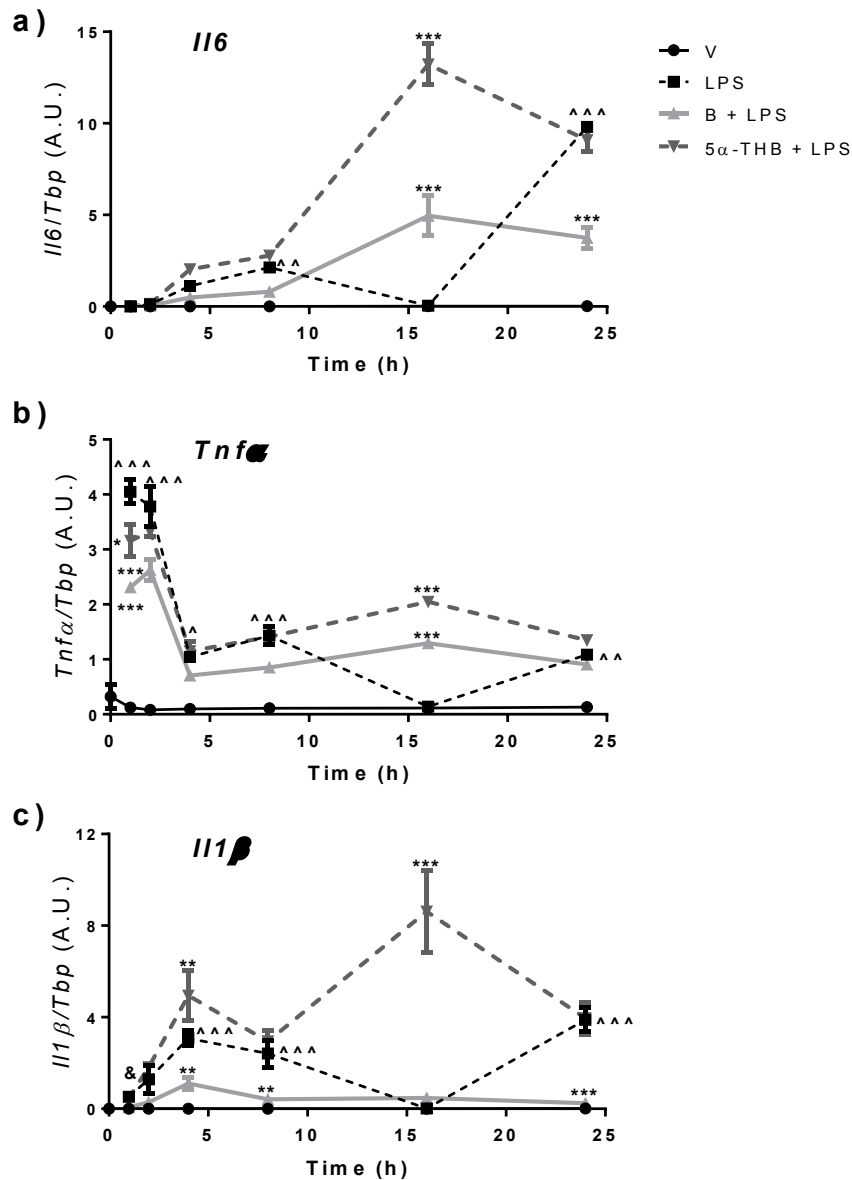 a)
Il6
V
LPS
B + LPS
5α-THB + LPS
Il6/Tbp (A.U.)
15
10
5
0
***
^^^
***
***
^^
0 5 10 15 20 25
Time (h)
b)
Tnfα
Tnfα/Tbp (A.U.)
5
4
3
2
1
0
^^^
^^^
*
***
***
^
^^^
***
***
^^
0 5 10 15 20 25
Time (h)
c)
Il1β
Il1β/Tbp (A.U.)
12
8
4
0
***
**
^^^
^^^
^^^
&
**
**
***
0 5 10 15 20 25
Time (h)